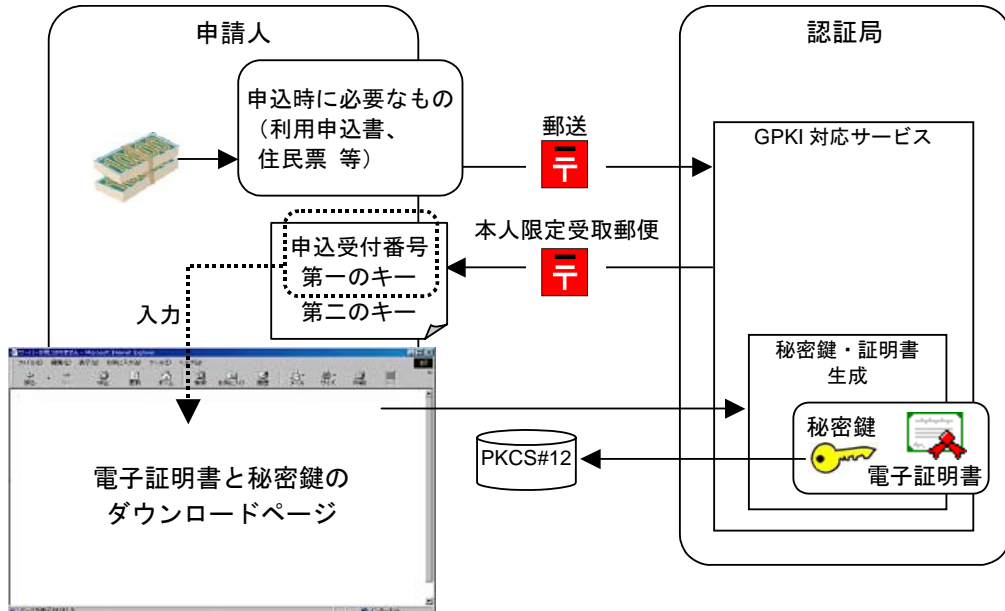 申請人
認証局
申込時に必要なもの
（利用申込書、
住民票 等）
郵送
〒
GPKI 対応サービス
本人限定受取郵便
〒
申込受付番号
第一のキー
第二のキー
入力
Microsoft Internet Explorer
秘密鍵・証明書
生成
秘密鍵
電子証明書
PKCS#12
電子証明書と秘密鍵の
ダウンロードページ